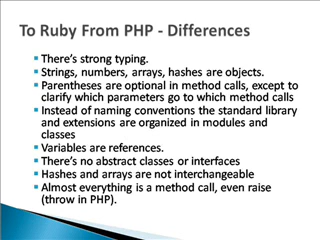 To Ruby From PHP - Differences
There's strong typing.
Strings, numbers, arrays, hashes are objects.
Parentheses are optional in method calls, except to
clarify which parameters go to which method calls
Instead of naming conventions the standard library
and extensions are organized in modules and
classes
Variables are references.
There's no abstract classes or interfaces
Hashes and arrays are not interchangeable
Almost everything is a method call, even raise
(throw in PHP).